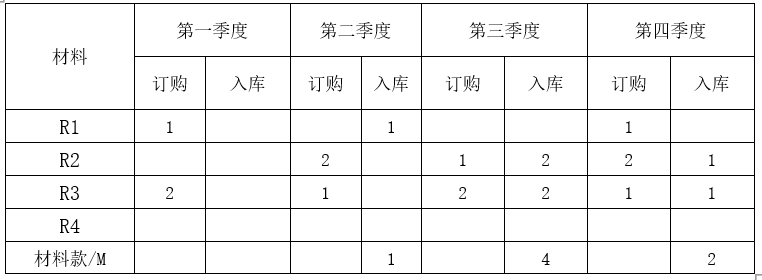 材料 第一季度 第二季度 第三季度 第四季度
订购 入库 订购 入库 订购 入库 订购 入库
R1 1 1 1
R2 2 1 2 2 1
R3 2 1 2 2 1 1
R4
材料款/M 1 4 2